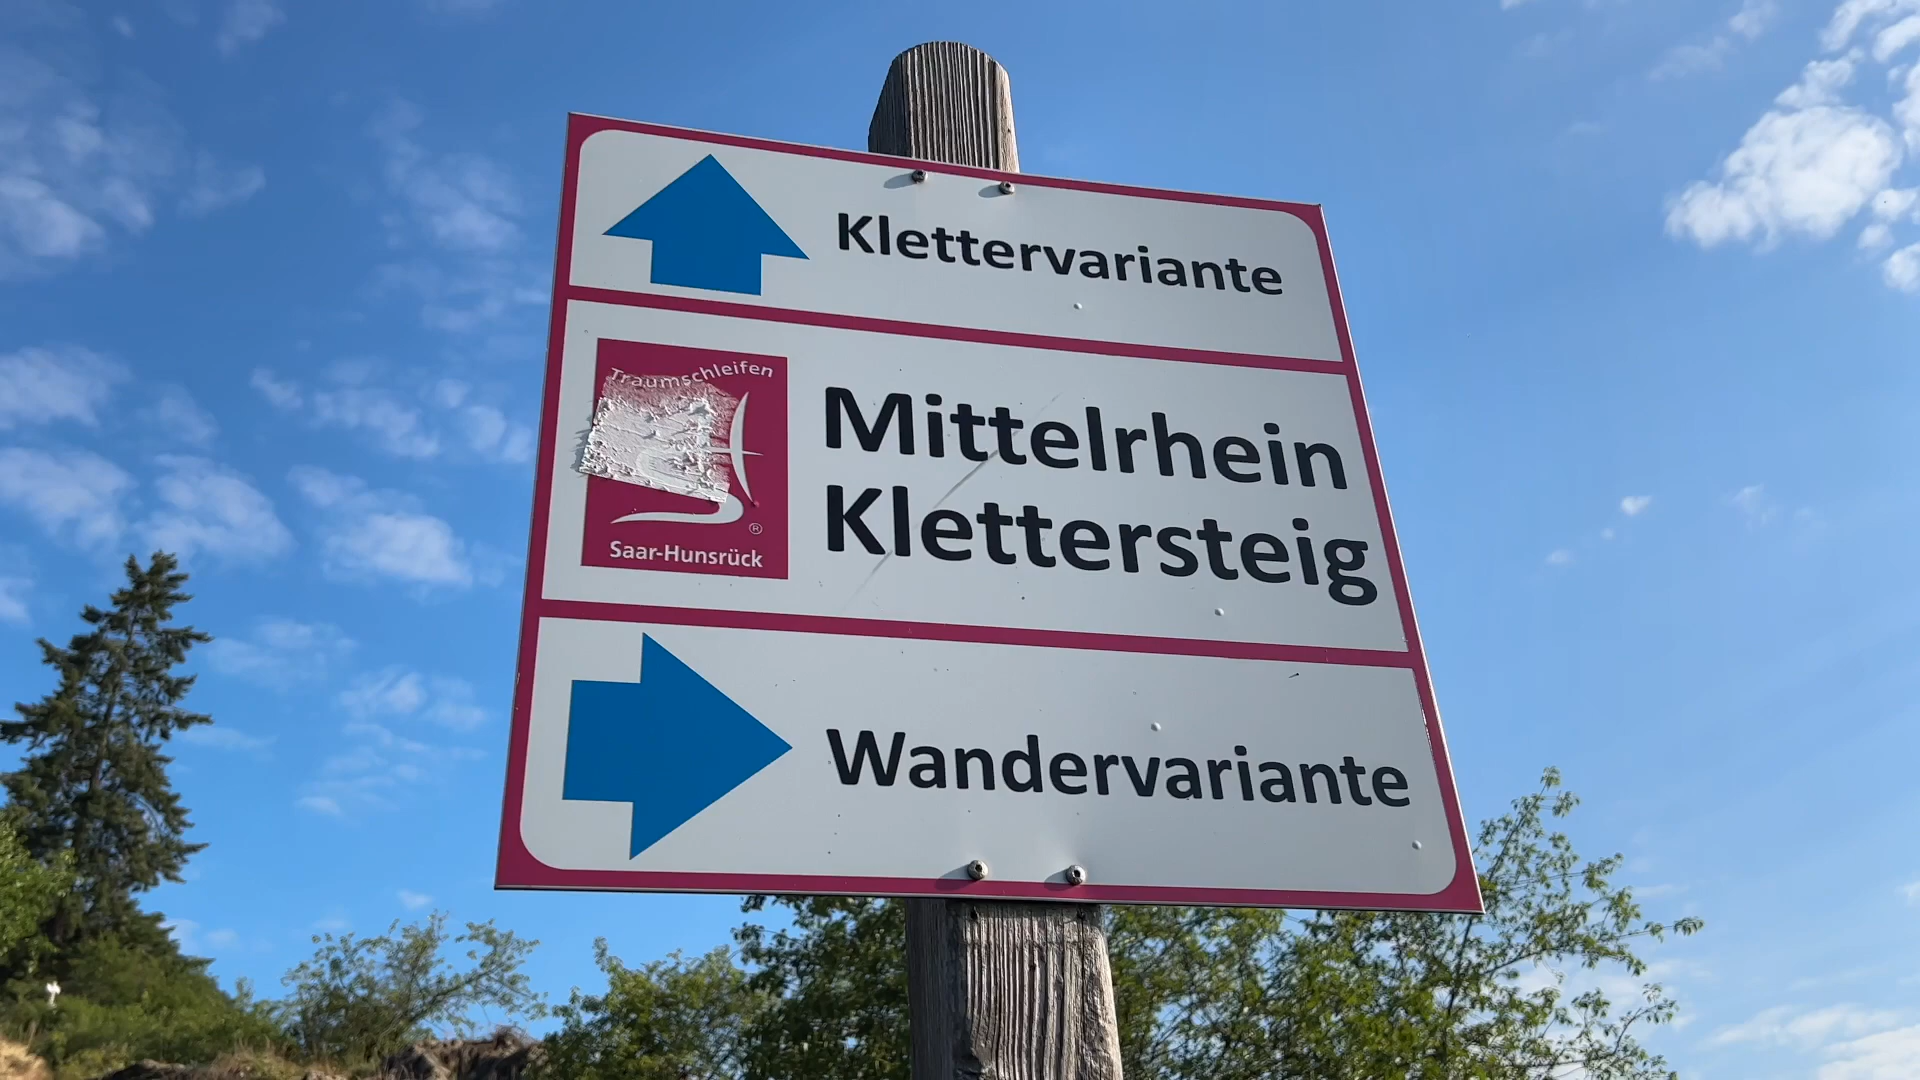 Klettervariante
Traumschleifen
Mittelrhein
Klettersteig
®
Saar-Hunsrück
Wandervariante